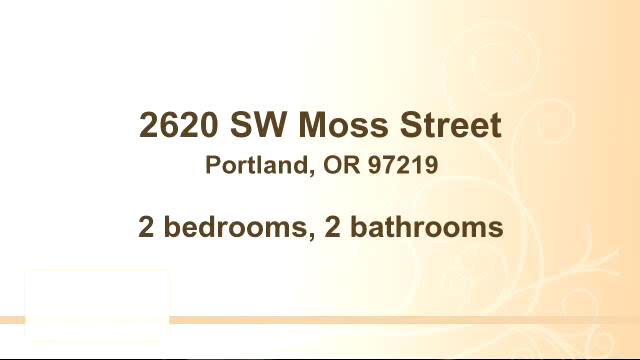 2620 SW Moss Street
Portland, OR 97219
2 bedrooms, 2 bathrooms